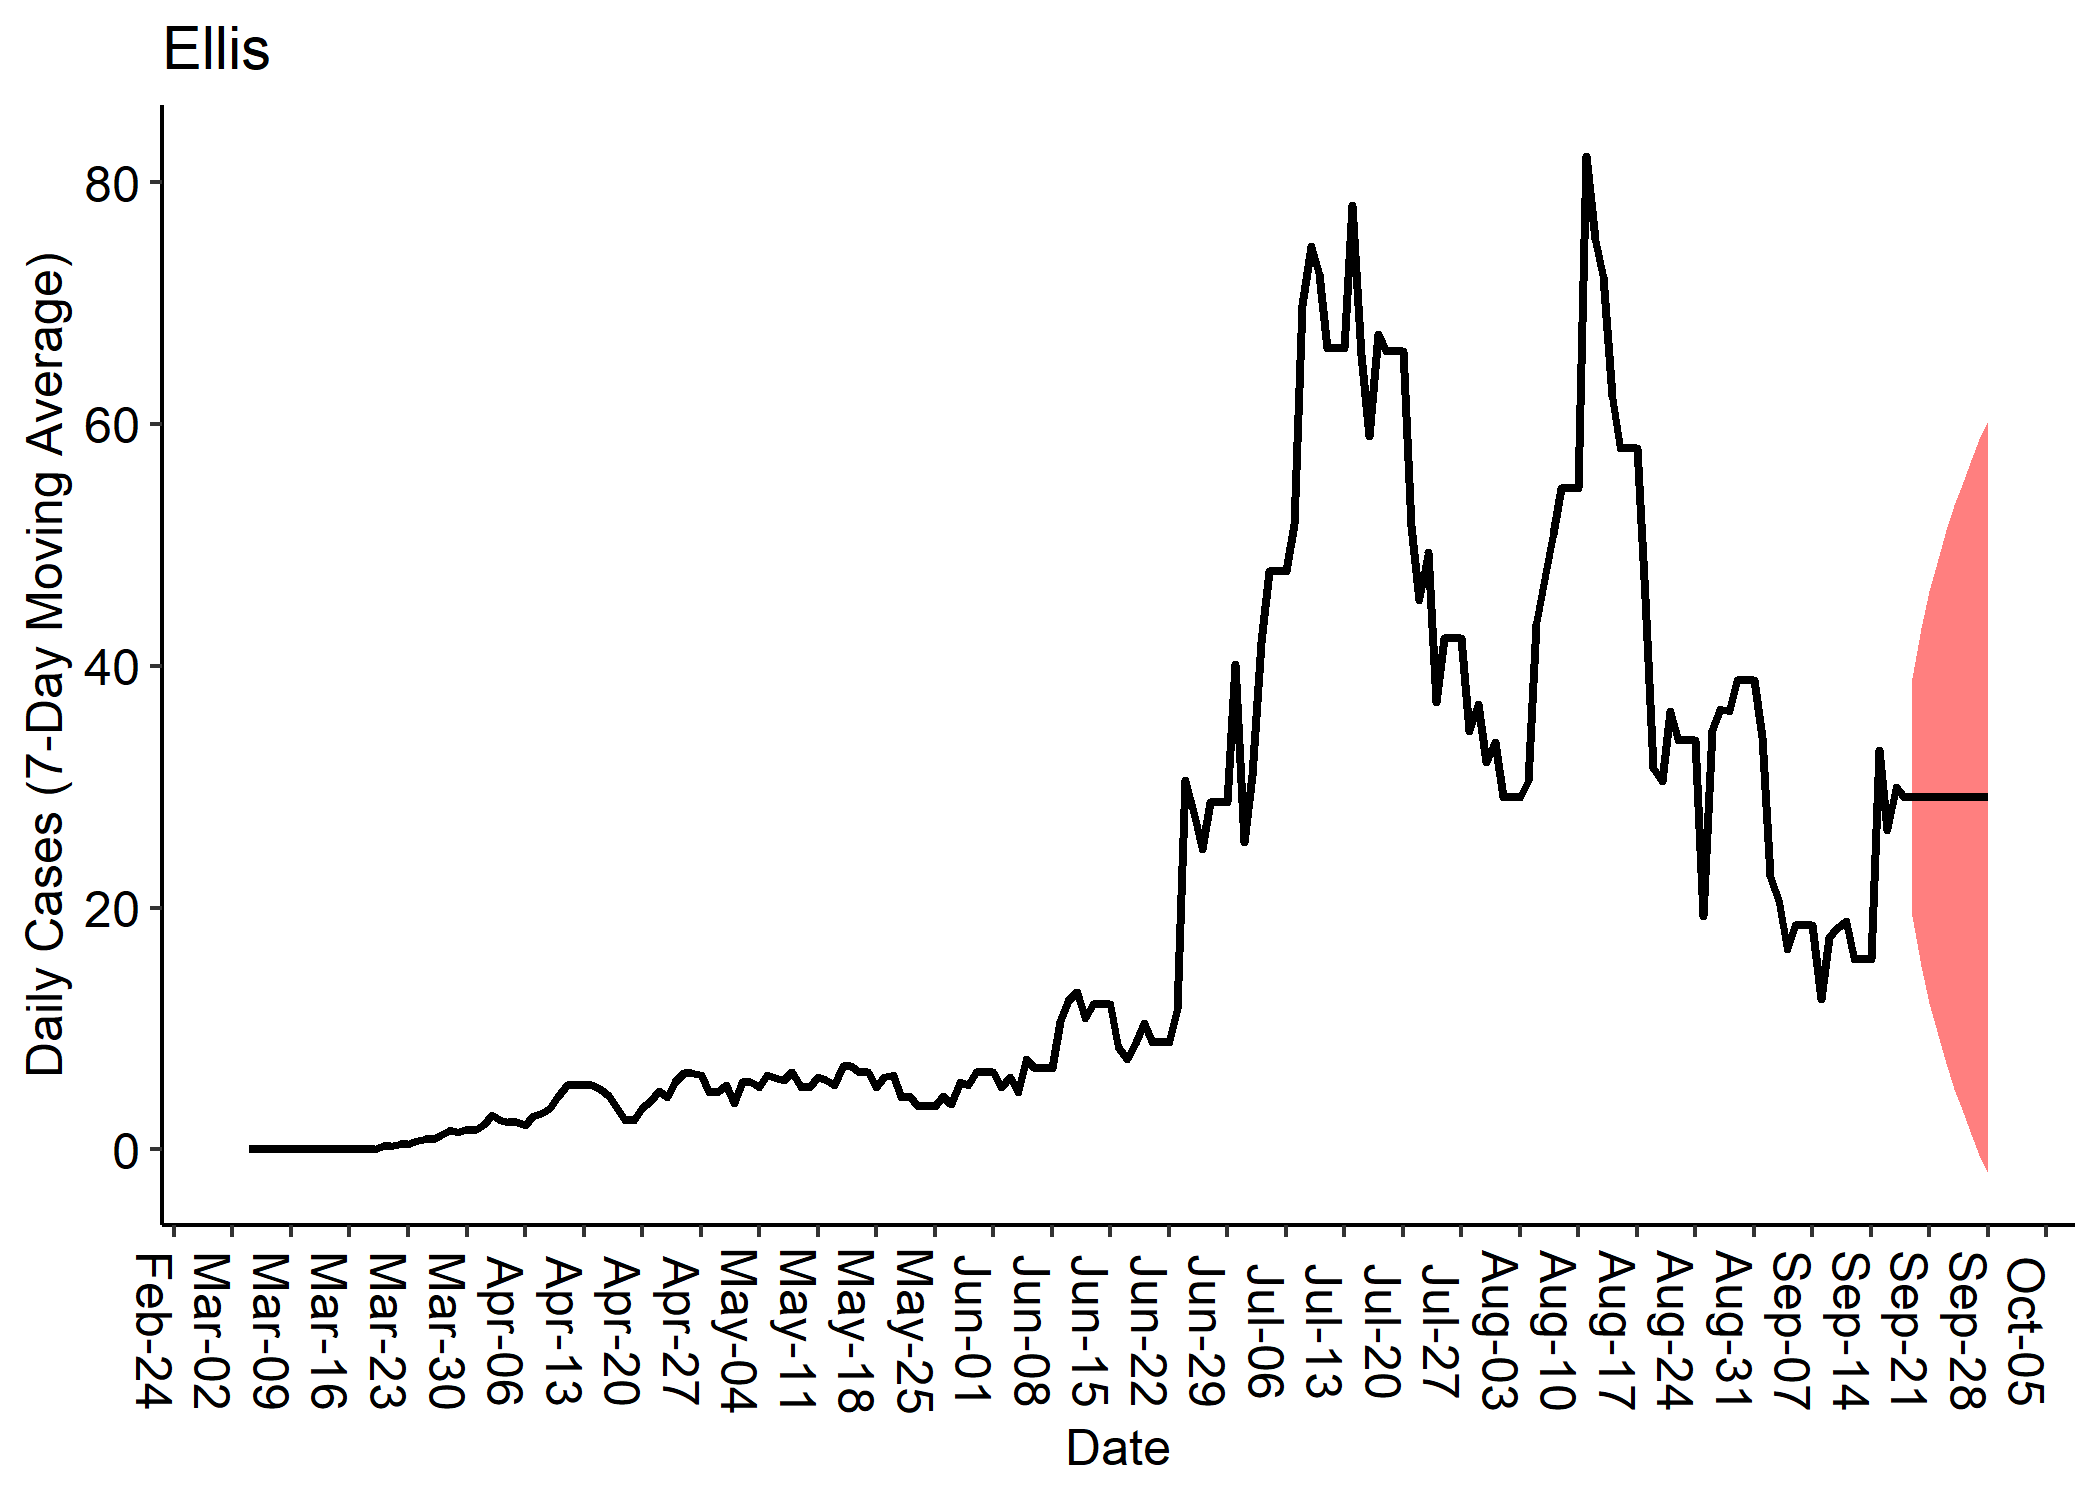 Ellis
Daily Cases (7-Day Moving Average)
80
60
40
20
0
Feb-24
Mar-02
Mar-09
Mar-16
Mar-23
Mar-30
Apr-06
Apr-13
Apr-20
Apr-27
May-04
May-11
May-18
May-25
Jun-01
Jun-08
Jun-15
Jun-22
Jun-29
Jul-06
Jul-13
Jul-20
Jul-27
Aug-03
Aug-10
Aug-17
Aug-24
Aug-31
Sep-07
Sep-14
Sep-21
Sep-28
Oct-05
Date